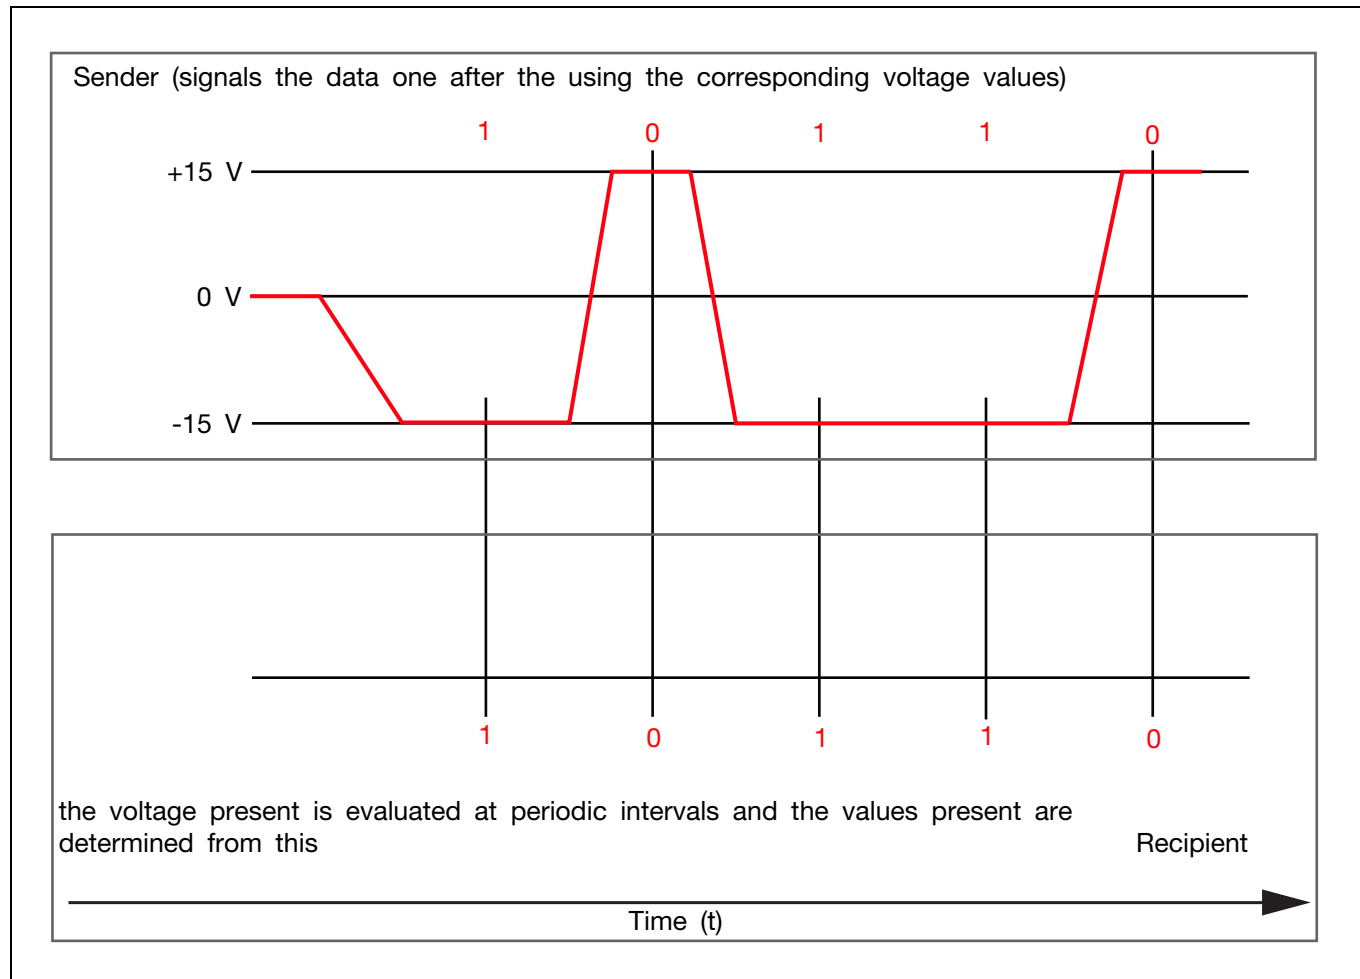 Sender (signals the data one after the using the corresponding voltage values)
1 0 1 1 0
+15 V
0 V
-15 V
1 0 1 1 0
the voltage present is evaluated at periodic intervals and the values present are
determined from this
Recipient
Time (t)